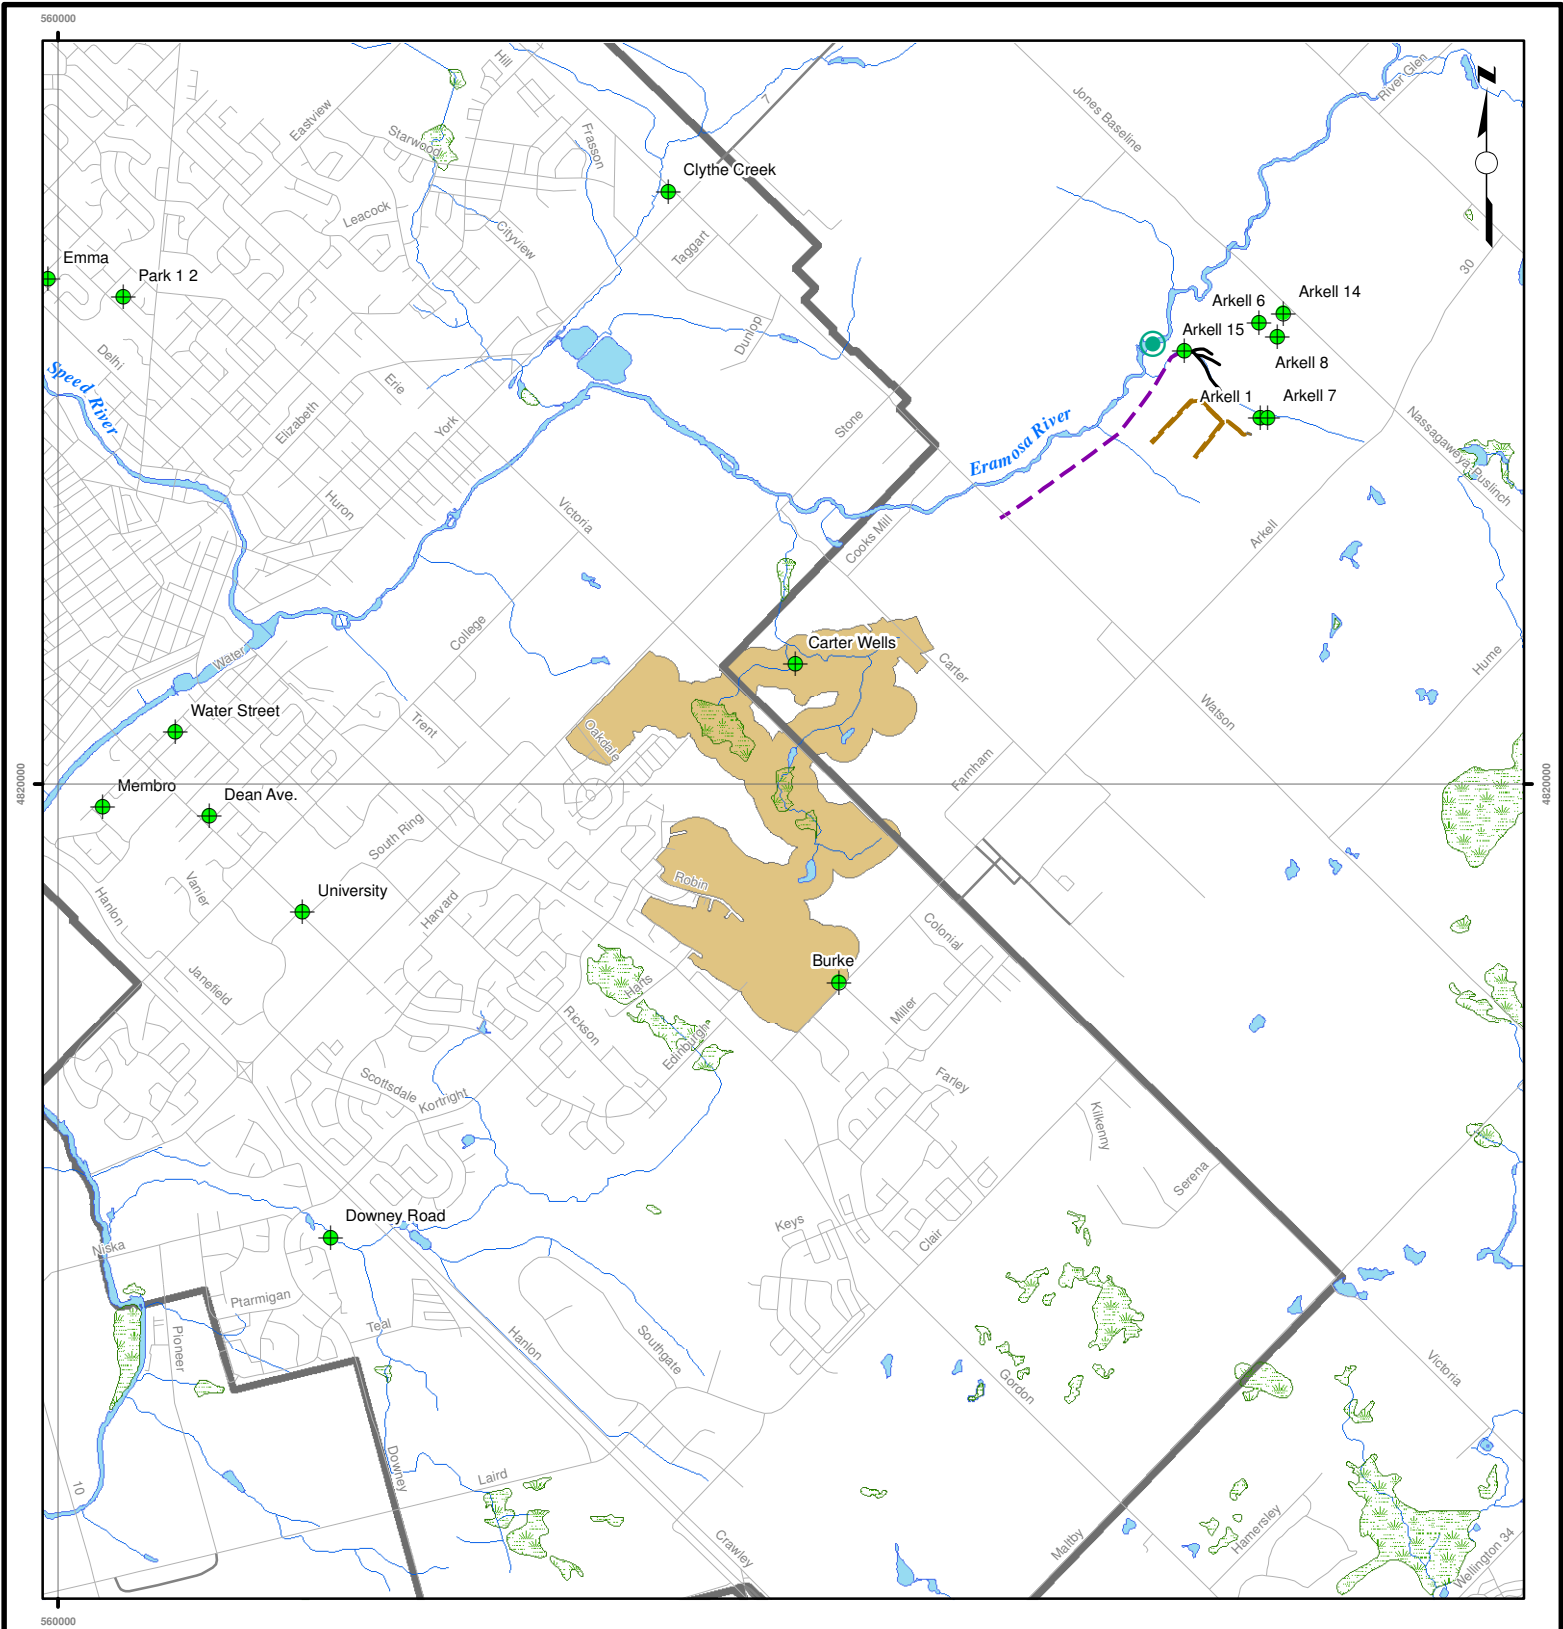 560000
Hill
7
River Glen
Jones Baseline
Eastview
Starwood
Frasson
Clythe Creek
Leacock
Cityview
Taggart
30
Emma
Park 1 2
Arkell 6
Arkell 14
Arkell 15
Dunlop
Delhi
Arkell 8
Speed River
Erie
Arkell 1
Arkell 7
Elizabeth
York
Stone
Eramosa River
Nassagaweya Puslinch
Huron
Victoria
Cooks Mill
Arkell
College
Water
Carter Wells
Carter
Hume
Water Street
Trent
Oakdale
Watson
4820000
Membro
Dean Ave.
Farnham
4820000
South Ring
Hanlon
Vanier
University
Harvard
Robin
Colonial
Janefield
Burke
Harts
Rickson
Miller
Edinburgh
Scottsdale
Kortright
Farley
Kilkenny
Serena
Downey Road
Keys
Clair
Niska
Ptarmigan
Teal
Pioneer
Hanlon
Southgate
Gordon
Victoria
10
Downey
Laird
Crawley
Maltby
Hamersley
Wellington 34
560000
N